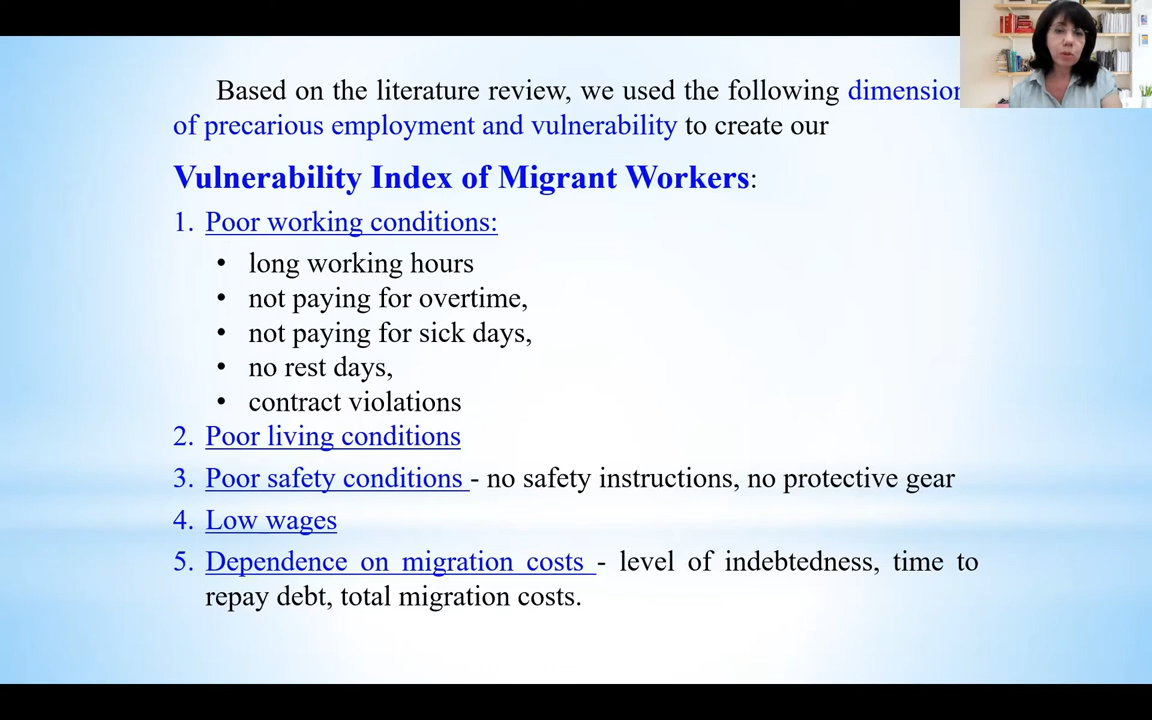 Based on the literature review, we used the following dimension
of precarious employment and vulnerability to create our
Vulnerability Index of Migrant Workers:
1. Poor working conditions:
• long working hours
• not paying for overtime,
• not paying for sick days,
• no rest days,
• contract violations
2. Poor living conditions
3. Poor safety conditions - no safety instructions, no protective gear
4. Low wages
5. Dependence on migration costs - level of indebtedness, time to
repay debt, total migration costs.